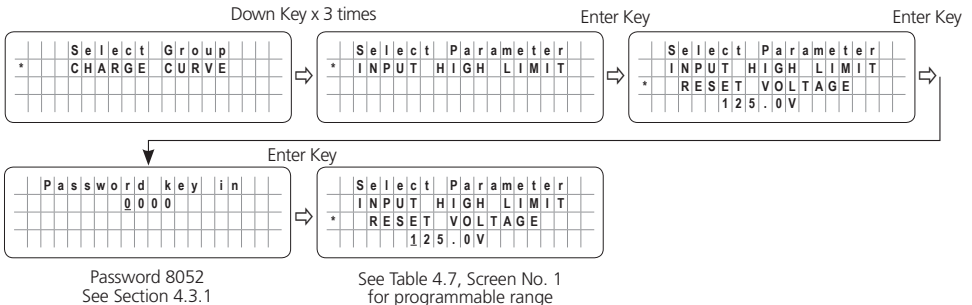 Down Key x 3 times
Enter Key
Enter Key
Select Group
* CHARGE CURVE
Select Parameter
* INPUT HIGH LIMIT
Select Parameter
INPUT HIGH LIMIT
* RESET VOLTAGE
125.0V
Enter Key
Password key in
0000
Select Parameter
INPUT HIGH LIMIT
* RESET VOLTAGE
125.0V
Password 8052
See Section 4.3.1
See Table 4.7, Screen No. 1
for programmable range